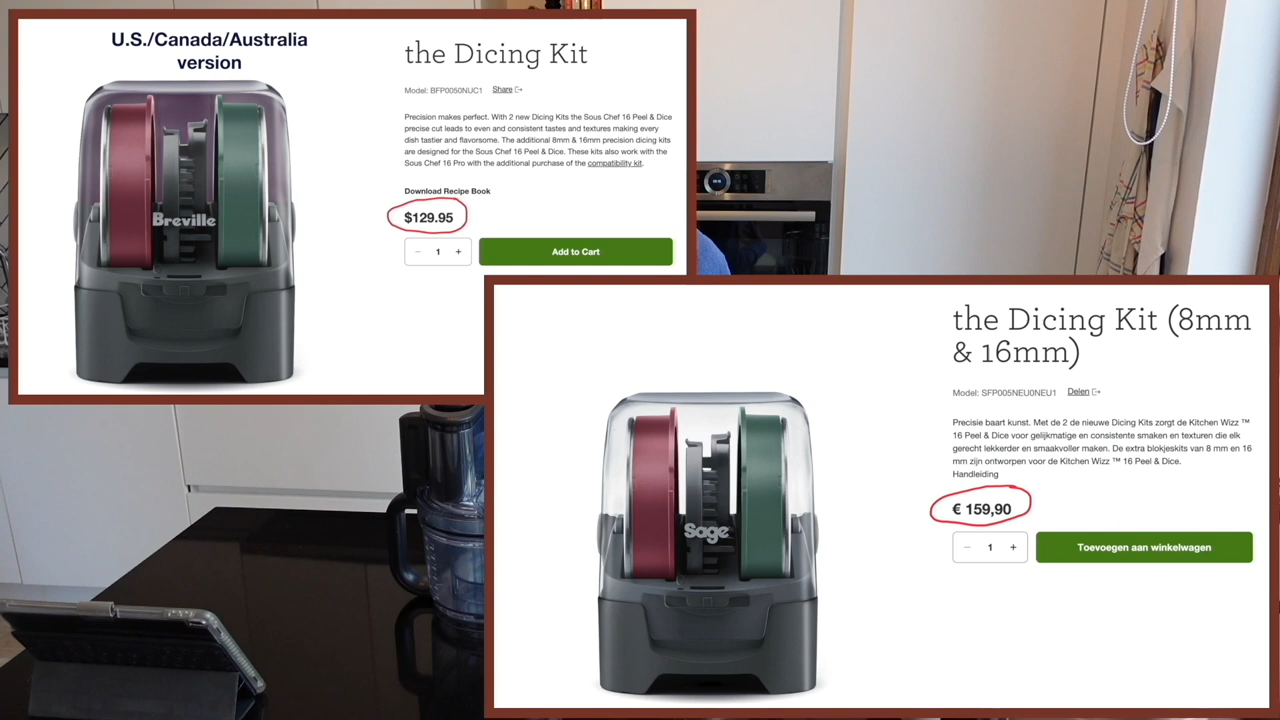 U.S./Canada/Australia
version
Breville
the Dicing Kit
Model: BFP0050NUC1 Share
Precision makes perfect. With 2 new Dicing Kits the Sous Chef 16 Peel & Dice
precise cut leads to even and consistent tastes and textures making every
dish tastier and flavorsome. The additional 8mm & 16mm precision dicing kits
are designed for the Sous Chef 16 Peel & Dice. These kits also work with the
Sous Chef 16 Pro with the additional purchase of the compatibility kit.
Download Recipe Book
$129.95
− 1 + Add to Cart
Sage
the Dicing Kit (8mm
& 16mm)
Model: SFP005NEU0NEU1 Delen
Precisie baart kunst. Met de 2 de nieuwe Dicing Kits zorgt de Kitchen Wizz ™
16 Peel & Dice voor gelijkmatige en consistente smaken en texturen die elk
gerecht lekkerder en smaakvoller maken. De extra blokjeskits van 8 mm en 16
mm zijn ontworpen voor de Kitchen Wizz ™ 16 Peel & Dice.
Handleiding
€ 159,90
− 1 + Toevoegen aan winkelwagen